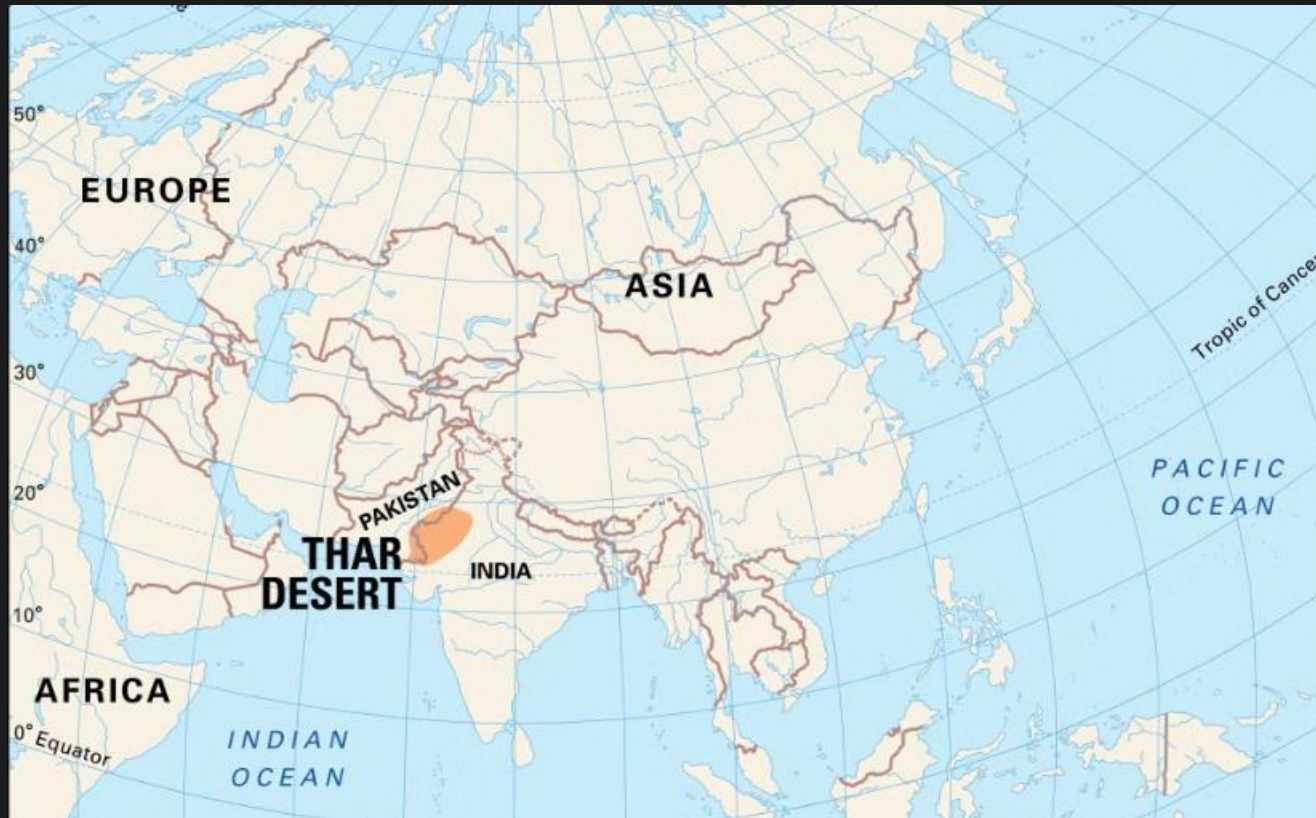 50°
EUROPE
40°
ASIA
Tropic of Cancer
30°
PACIFIC
OCEAN
20°
PAKISTAN
THAR
DESERT
INDIA
10°
AFRICA
0° Equator
INDIAN
OCEAN